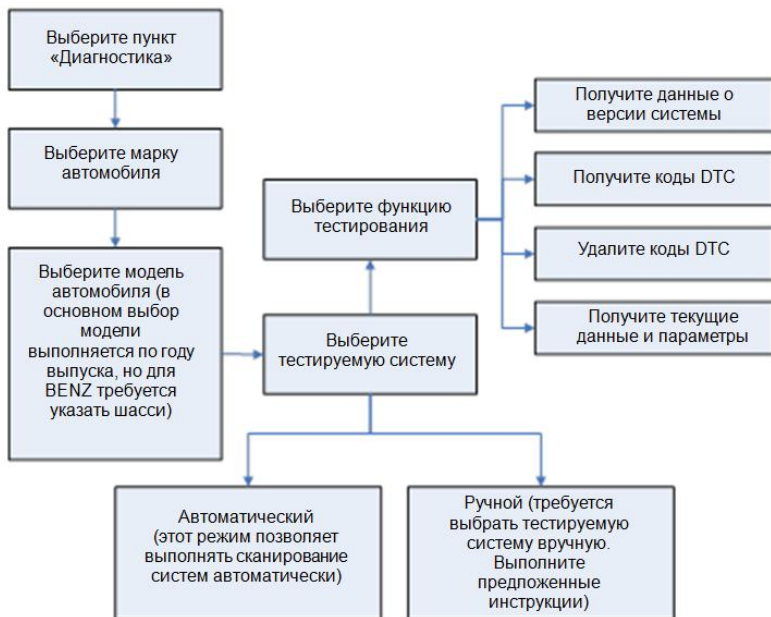 Выберите пункт
«Диагностика»
Выберите марку
автомобиля
Выберите модель
автомобиля (в
основном выбор
модели
выполняется по году
выпуска, но для
BENZ требуется
указать шасси)
Выберите
тестируемую систему
Выберите функцию
тестирования
Получите данные о
версии системы
Получите коды DTC
Удалите коды DTC
Получите текущие
данные и параметры
Автоматический
(этот режим позволяет
выполнять сканирование
систем автоматически)
Ручной (требуется
выбрать тестируемую
систему вручную.
Выполните
предложенные
инструкции)